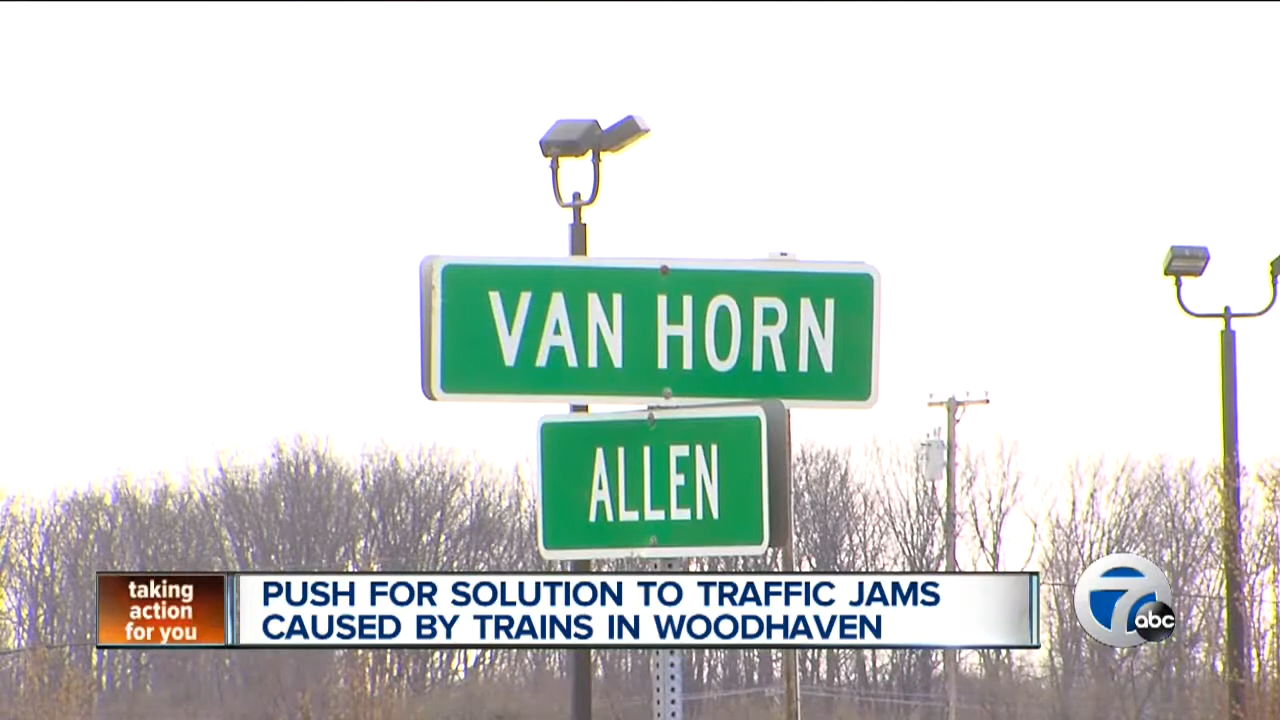 VAN HORN
ALLEN
taking
action
for you
PUSH FOR SOLUTION TO TRAFFIC JAMS
CAUSED BY TRAINS IN WOODHAVEN
7
abc